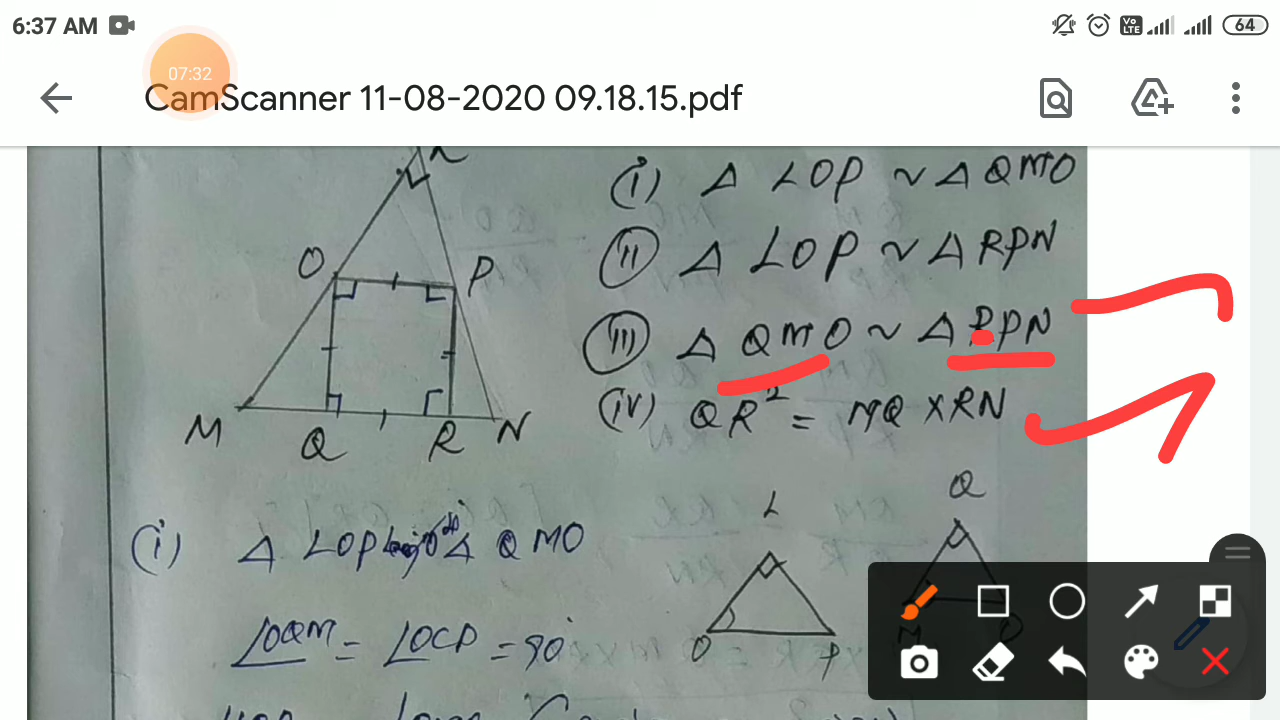 6:37 AM
VoLTE
64
07:32
CamScanner 11-08-2020 09.18.15.pdf
(i) Δ LOP ~ Δ QMO
(II) Δ LOP ~ Δ RPN
(III) Δ QMO ~ Δ RPN
(iv) QR² = MQ × RN
O
P
M
Q
R
N
(i) Δ LOP Δ QMO
∠OQM = ∠OCP = 90°
L
O
P
Q